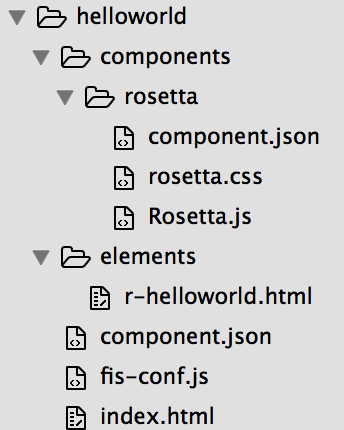 helloworld
components
rosetta
component.json
rosetta.css
Rosetta.js
elements
r-helloworld.html
component.json
fis-conf.js
index.html